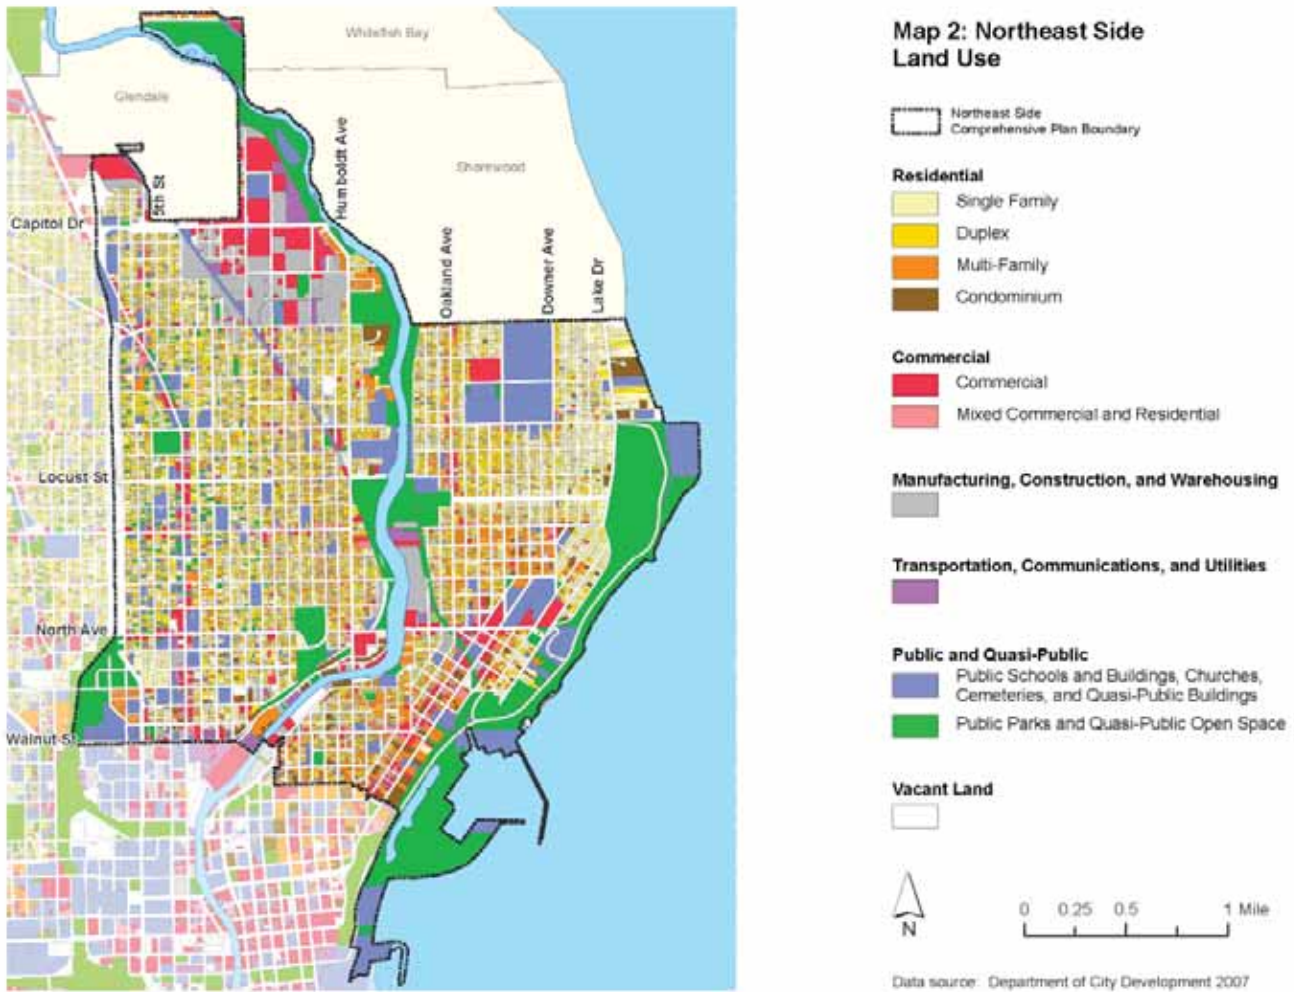 Map 2: Northeast Side
Land Use
Northeast Side
Comprehensive Plan Boundary
Residential
Single Family
Duplex
Multi-Family
Condominium
Commercial
Commercial
Mixed Commercial and Residential
Manufacturing, Construction, and Warehousing
Transportation, Communications, and Utilities
Public and Quasi-Public
Public Schools and Buildings, Churches,
Cemeteries, and Quasi-Public Buildings
Public Parks and Quasi-Public Open Space
Vacant Land
N
0 0.25 0.5 1 Mile
Data source: Department of City Development 2007
Whitefish Bay
Glendale
Shorewood
Humboldt Ave
5th St
Capitol Dr
Oakland Ave
Downer Ave
Lake Dr
Locust St
North Ave
Walnut St